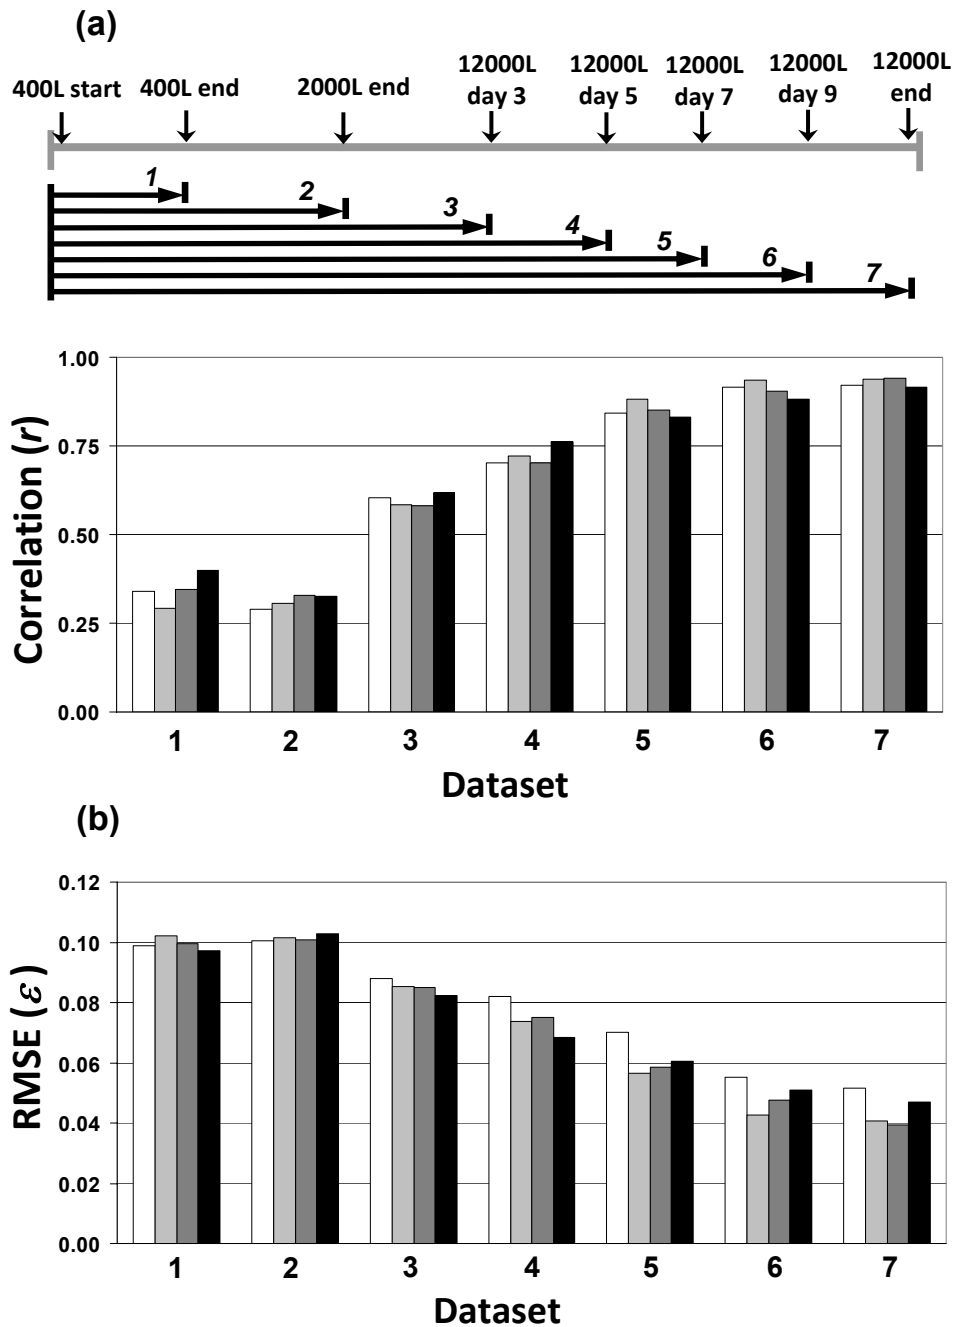 (a)
400L start 400L end 2000L end 12000L day 3 12000L day 5 12000L day 7 12000L day 9 12000L end
1
2
3
4
5
6
7
1.00
0.75
0.50
0.25
0.00
Correlation (r)
1 2 3 4 5 6 7
Dataset
(b)
0.12
0.10
0.08
0.06
0.04
0.02
0.00
RMSE (ε)
1 2 3 4 5 6 7
Dataset